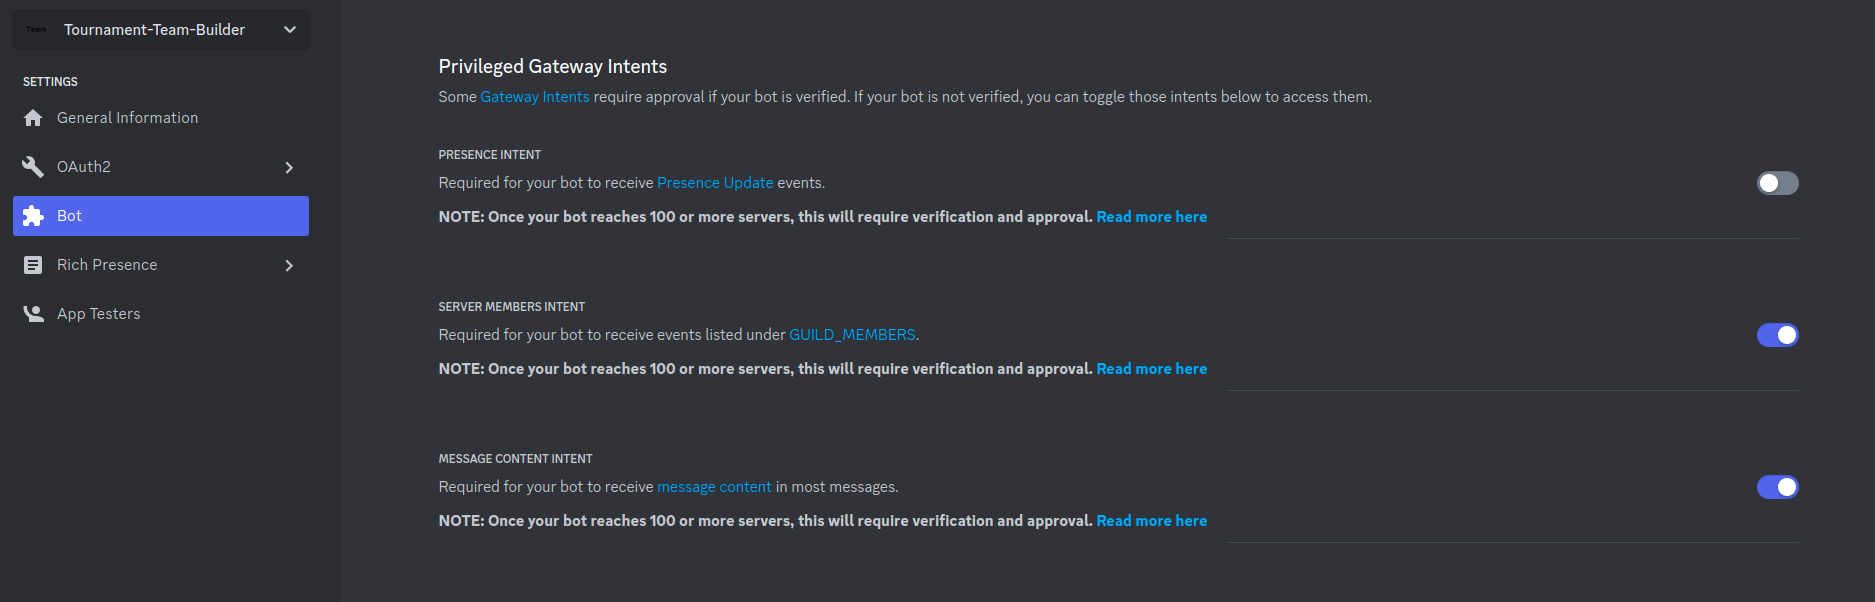 Team
Tournament-Team-Builder
SETTINGS
General Information
OAuth2
Bot
Rich Presence
App Testers
Privileged Gateway Intents
Some Gateway Intents require approval if your bot is verified. If your bot is not verified, you can toggle those intents below to access them.
PRESENCE INTENT
Required for your bot to receive Presence Update events.
NOTE: Once your bot reaches 100 or more servers, this will require verification and approval. Read more here
SERVER MEMBERS INTENT
Required for your bot to receive events listed under GUILD_MEMBERS.
NOTE: Once your bot reaches 100 or more servers, this will require verification and approval. Read more here
MESSAGE CONTENT INTENT
Required for your bot to receive message content in most messages.
NOTE: Once your bot reaches 100 or more servers, this will require verification and approval. Read more here